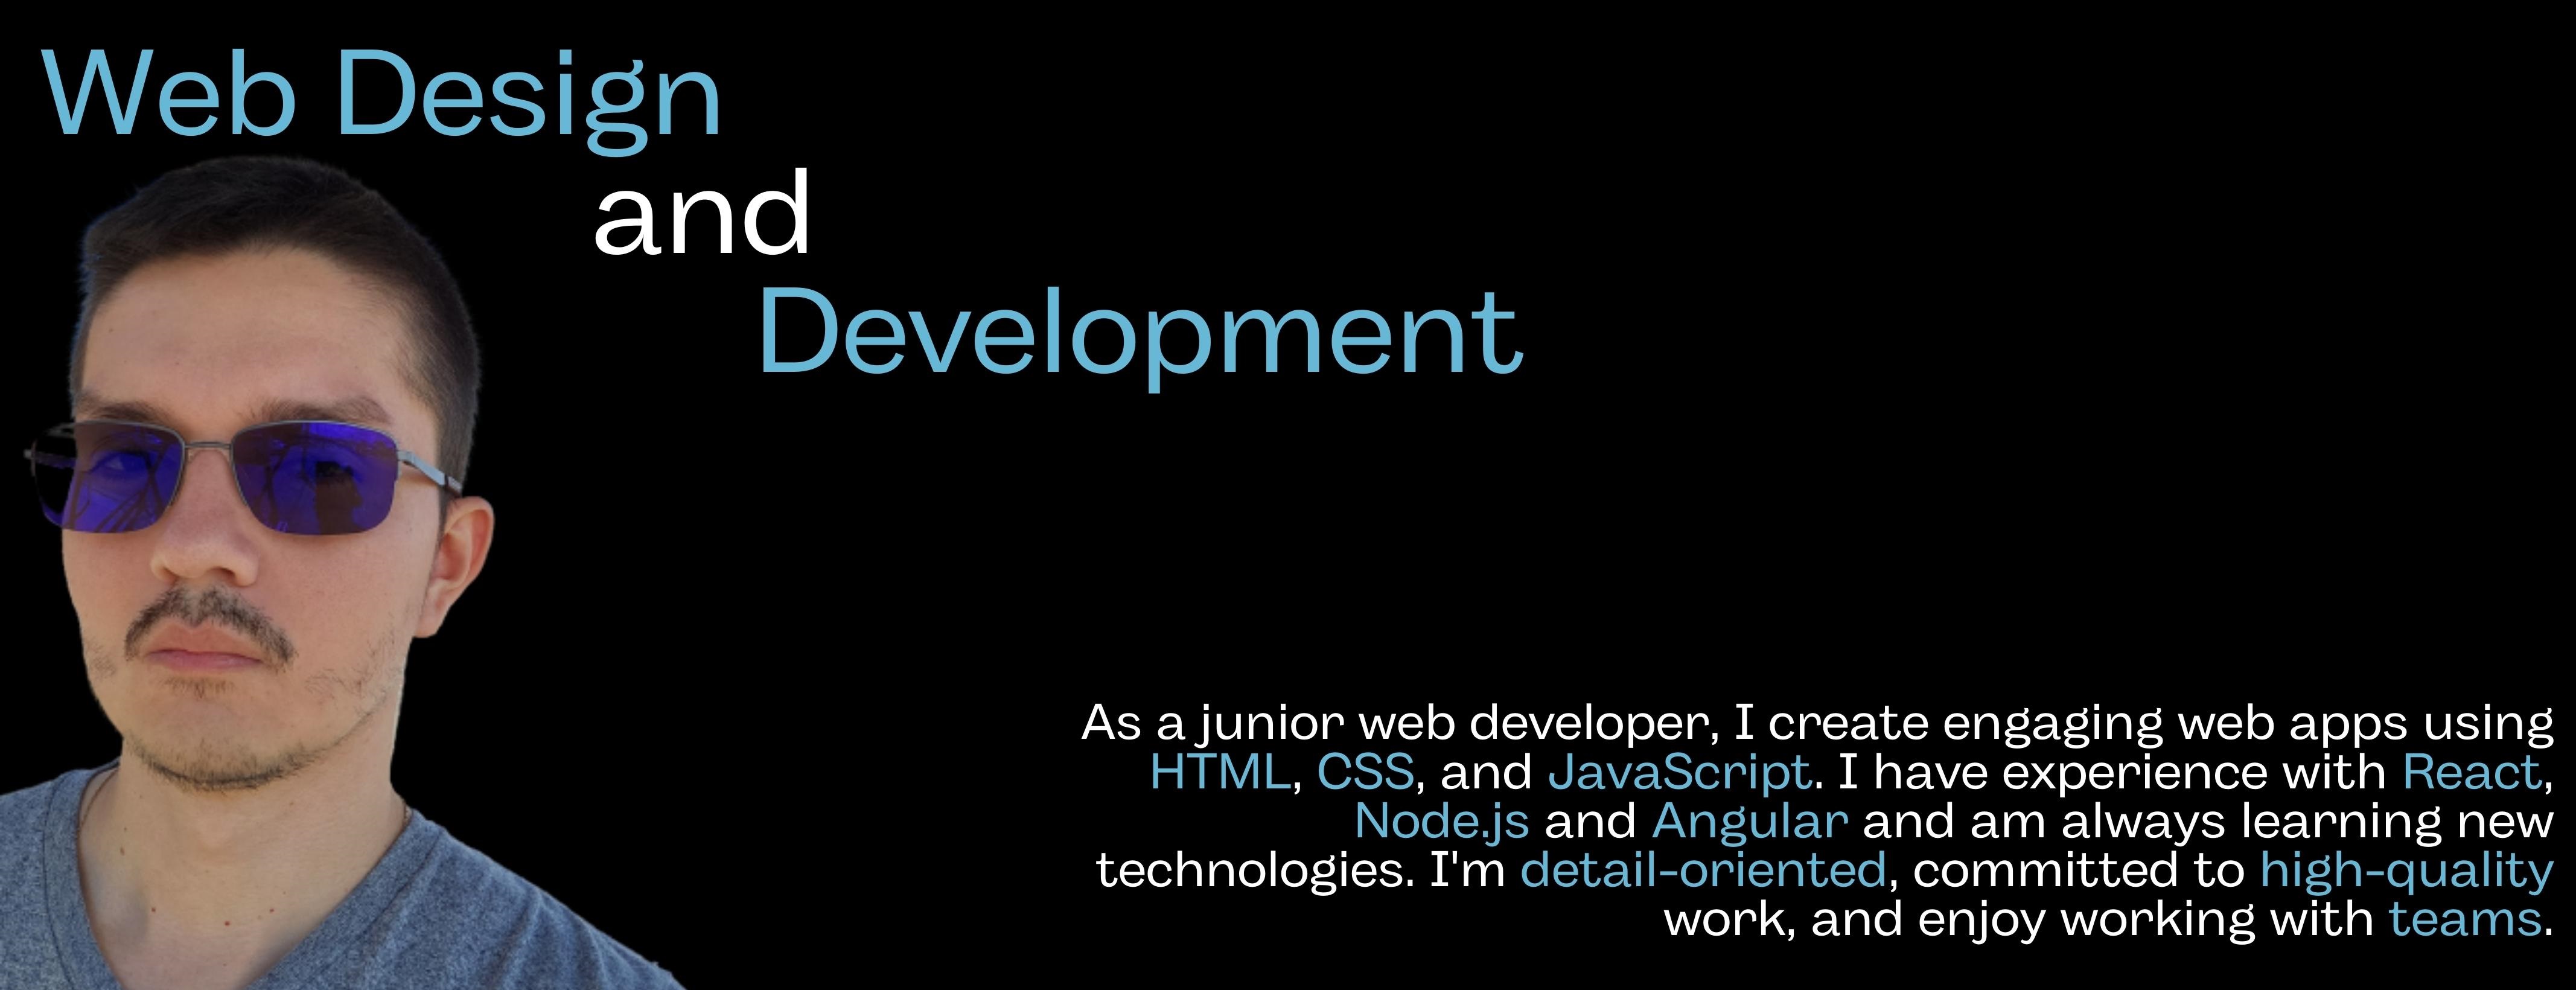 Web Design
and
Development
As a junior web developer, I create engaging web apps using
HTML, CSS, and JavaScript. I have experience with React,
Node.js and Angular and am always learning new
technologies. I'm detail-oriented, committed to high-quality
work, and enjoy working with teams.